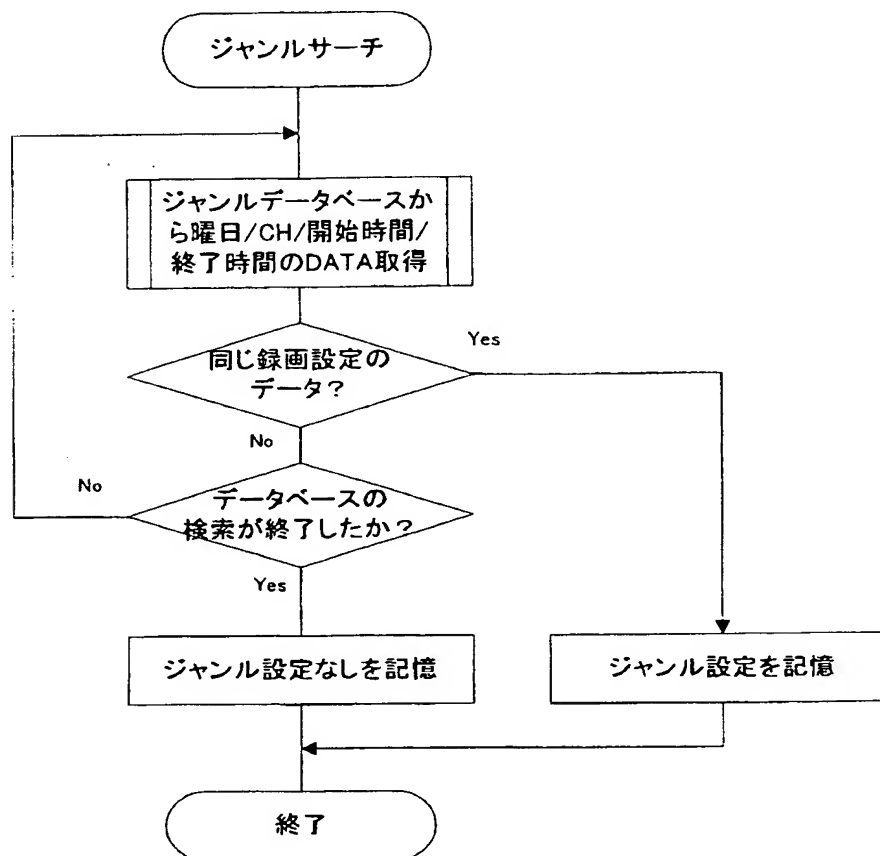 ジャンルサーチ
ジャンルデータベースか
ら曜日/CH/開始時間/
終了時間のDATA取得
同じ録画設定の
データ？
Yes
No
データベースの
検索が終了したか？
No
Yes
ジャンル設定なしを記憶
ジャンル設定を記憶
終了